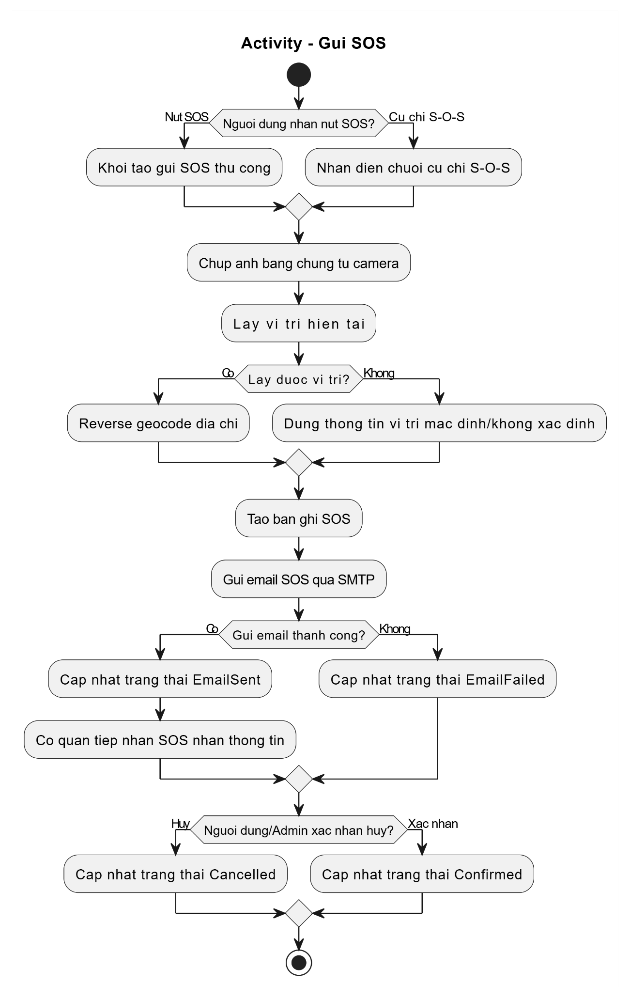 Activity - Gui SOS
Nut SOS
Nguoi dung nhan nut SOS?
Cu chi S-O-S
Khoi tao gui SOS thu cong
Nhan dien chuoi cu chi S-O-S
Chup anh bang chung tu camera
Lay vi tri hien tai
Co
Lay duoc vi tri?
Khong
Reverse geocode dia chi
Dung thong tin vi tri mac dinh/khong xac dinh
Tao ban ghi SOS
Gui email SOS qua SMTP
Co
Gui email thanh cong?
Khong
Cap nhat trang thai EmailSent
Cap nhat trang thai EmailFailed
Co quan tiep nhan SOS nhan thong tin
Huy
Nguoi dung/Admin xac nhan huy?
Xac nhan
Cap nhat trang thai Cancelled
Cap nhat trang thai Confirmed